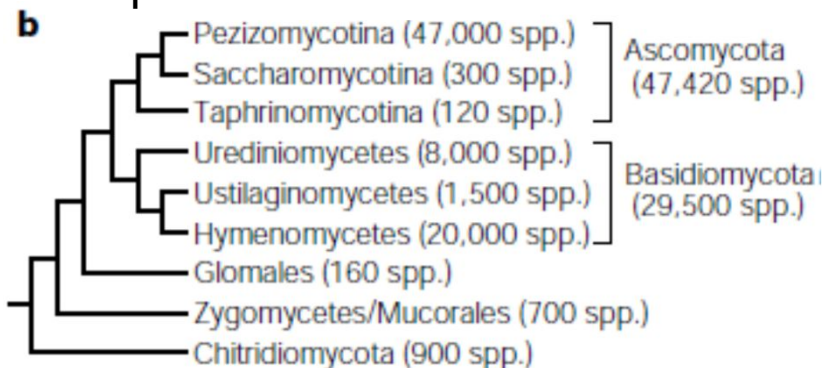 b
Pezizomycotina (47,000 spp.)
Saccharomycotina (300 spp.)
Taphrinomycotina (120 spp.)
Ascomycota
(47,420 spp.)
Urediniomycetes (8,000 spp.)
Ustilaginomycetes (1,500 spp.)
Hymenomycetes (20,000 spp.)
Basidiomycota
(29,500 spp.)
Glomales (160 spp.)
Zygomycetes/Mucorales (700 spp.)
Chitridiomycota (900 spp.)